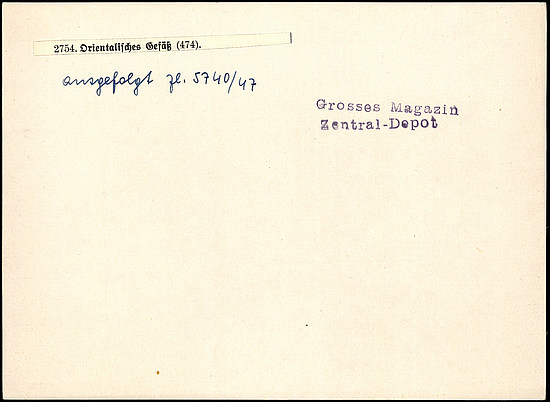 2754. Orientalisches Gefäß (474).
ausgefolgt Zl. 5740/47
Grosses Magazin
Zentral-Depot